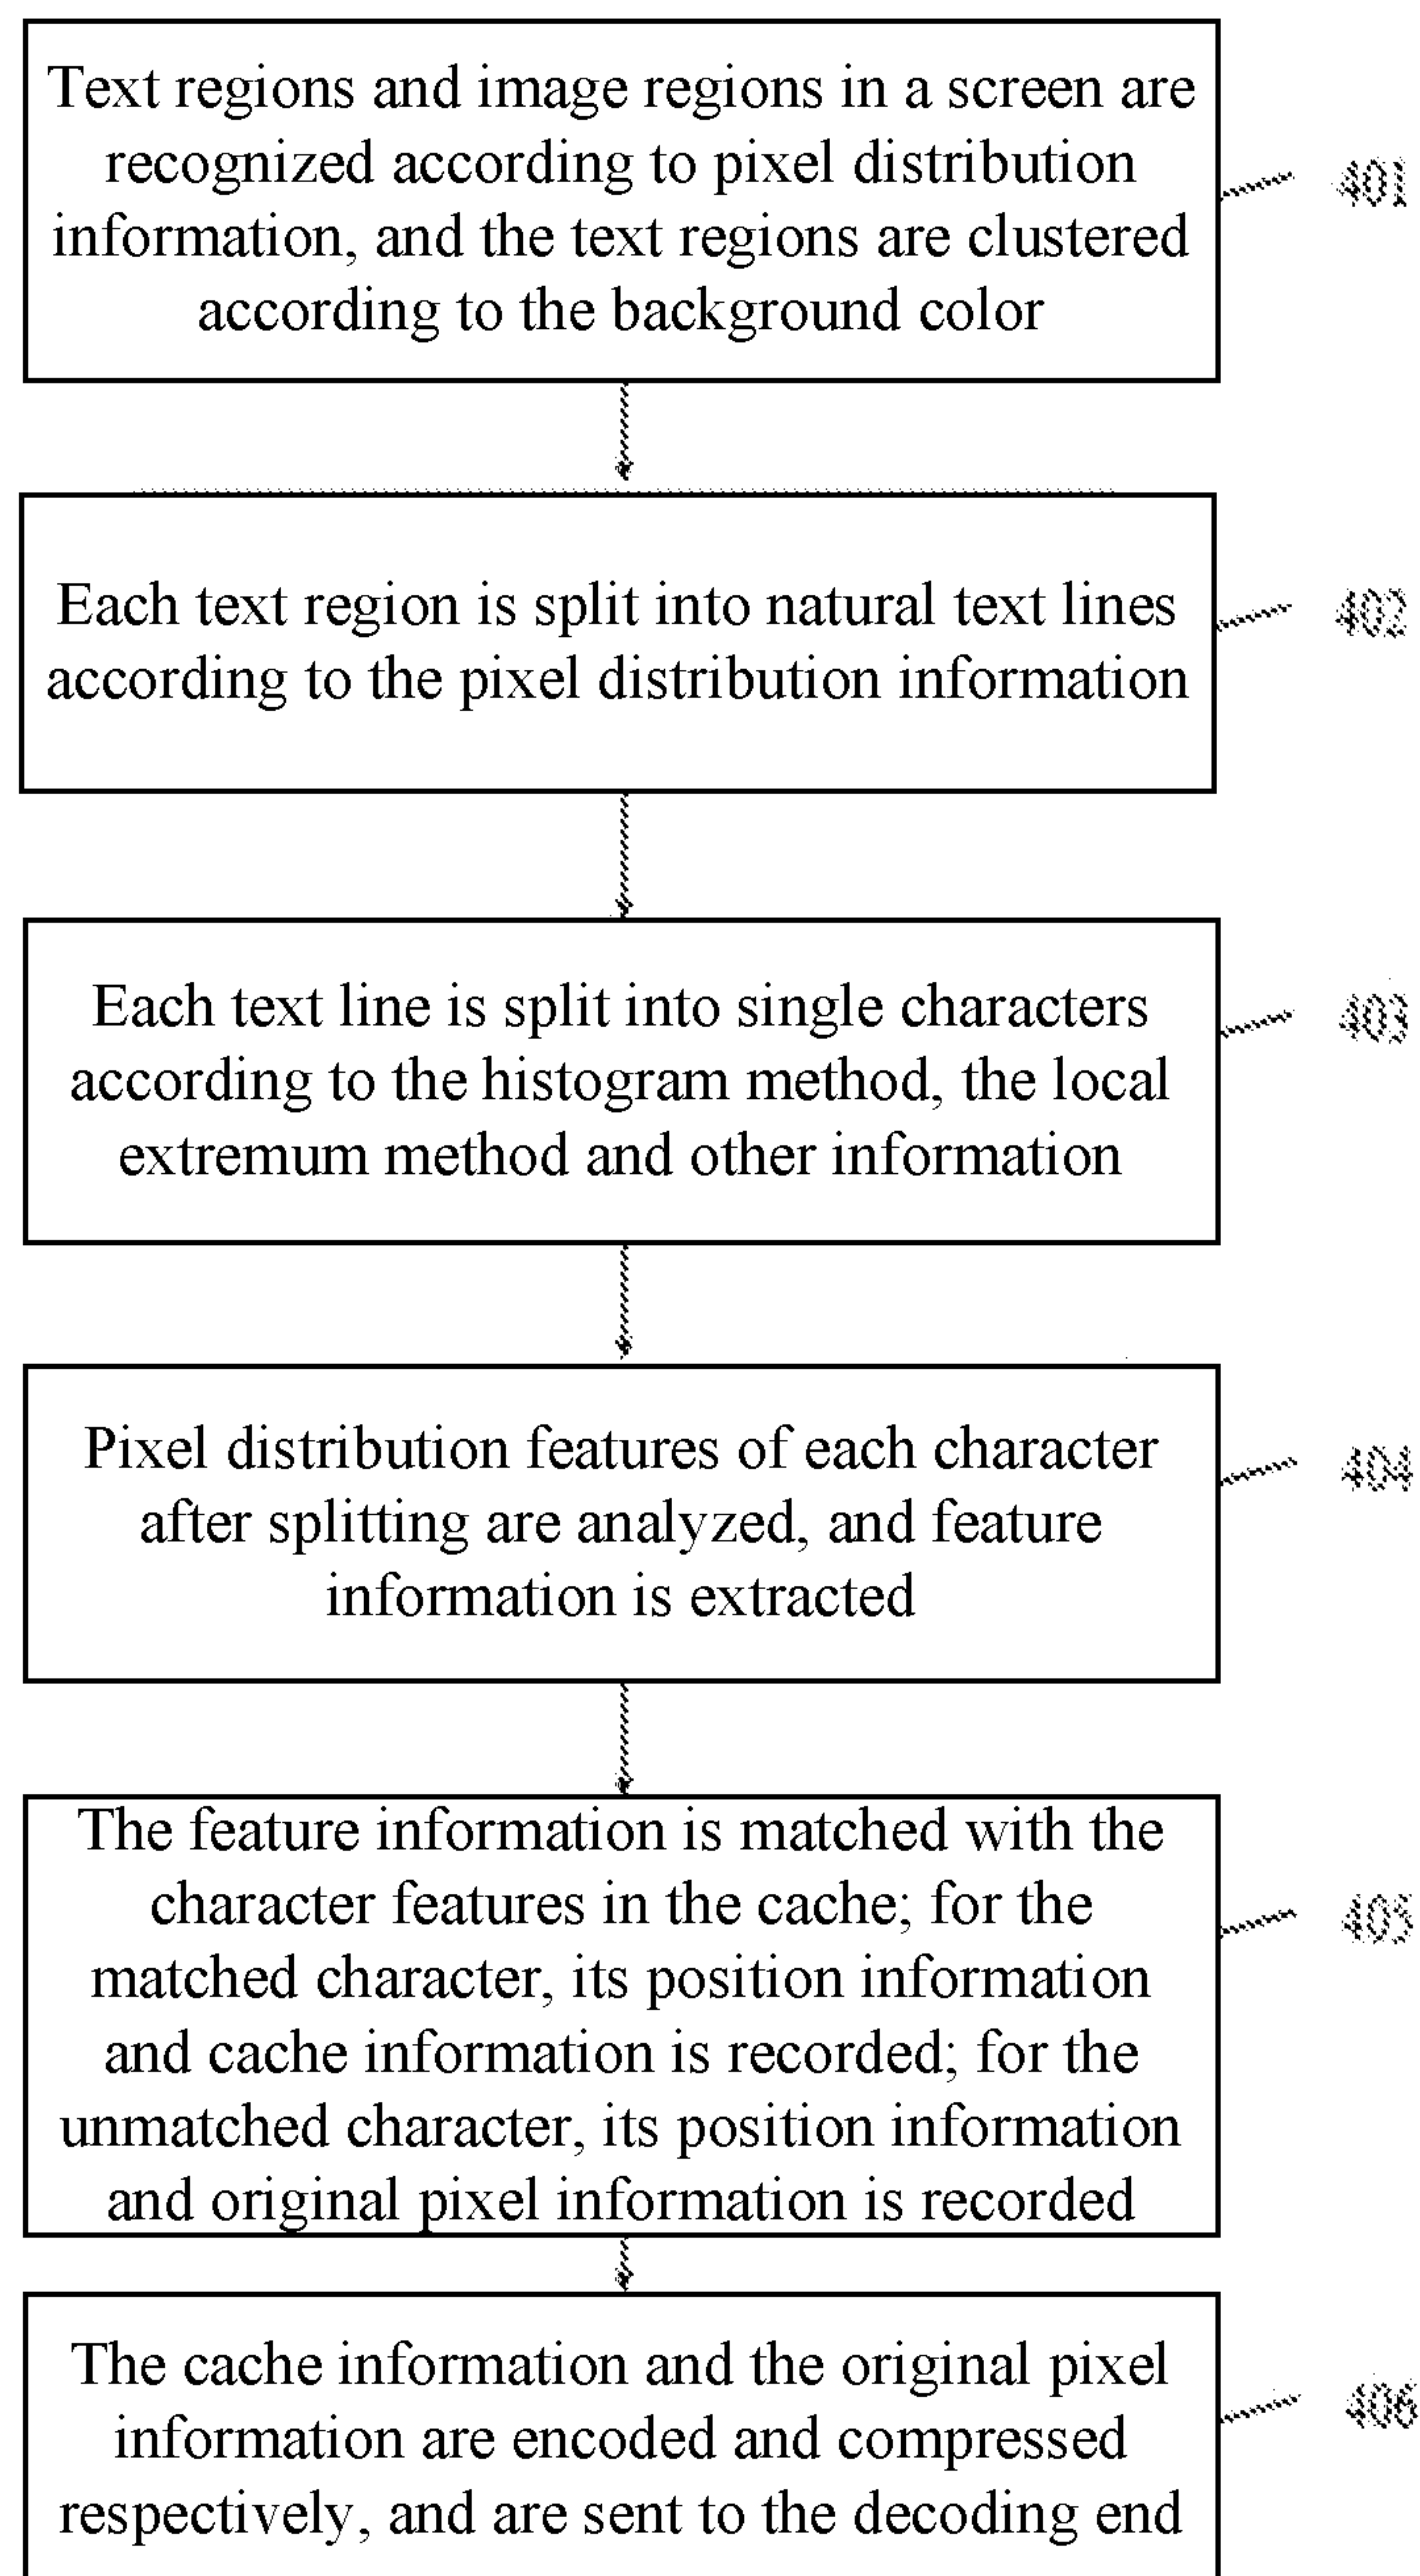 Text regions and image regions in a screen are
recognized according to pixel distribution
information, and the text regions are clustered
according to the background color
401
Each text region is split into natural text lines
according to the pixel distribution information
402
Each text line is split into single characters
according to the histogram method, the local
extremum method and other information
403
Pixel distribution features of each character
after splitting are analyzed, and feature
information is extracted
404
The feature information is matched with the
character features in the cache; for the
matched character, its position information
and cache information is recorded; for the
unmatched character, its position information
and original pixel information is recorded
405
The cache information and the original pixel
information are encoded and compressed
respectively, and are sent to the decoding end
406